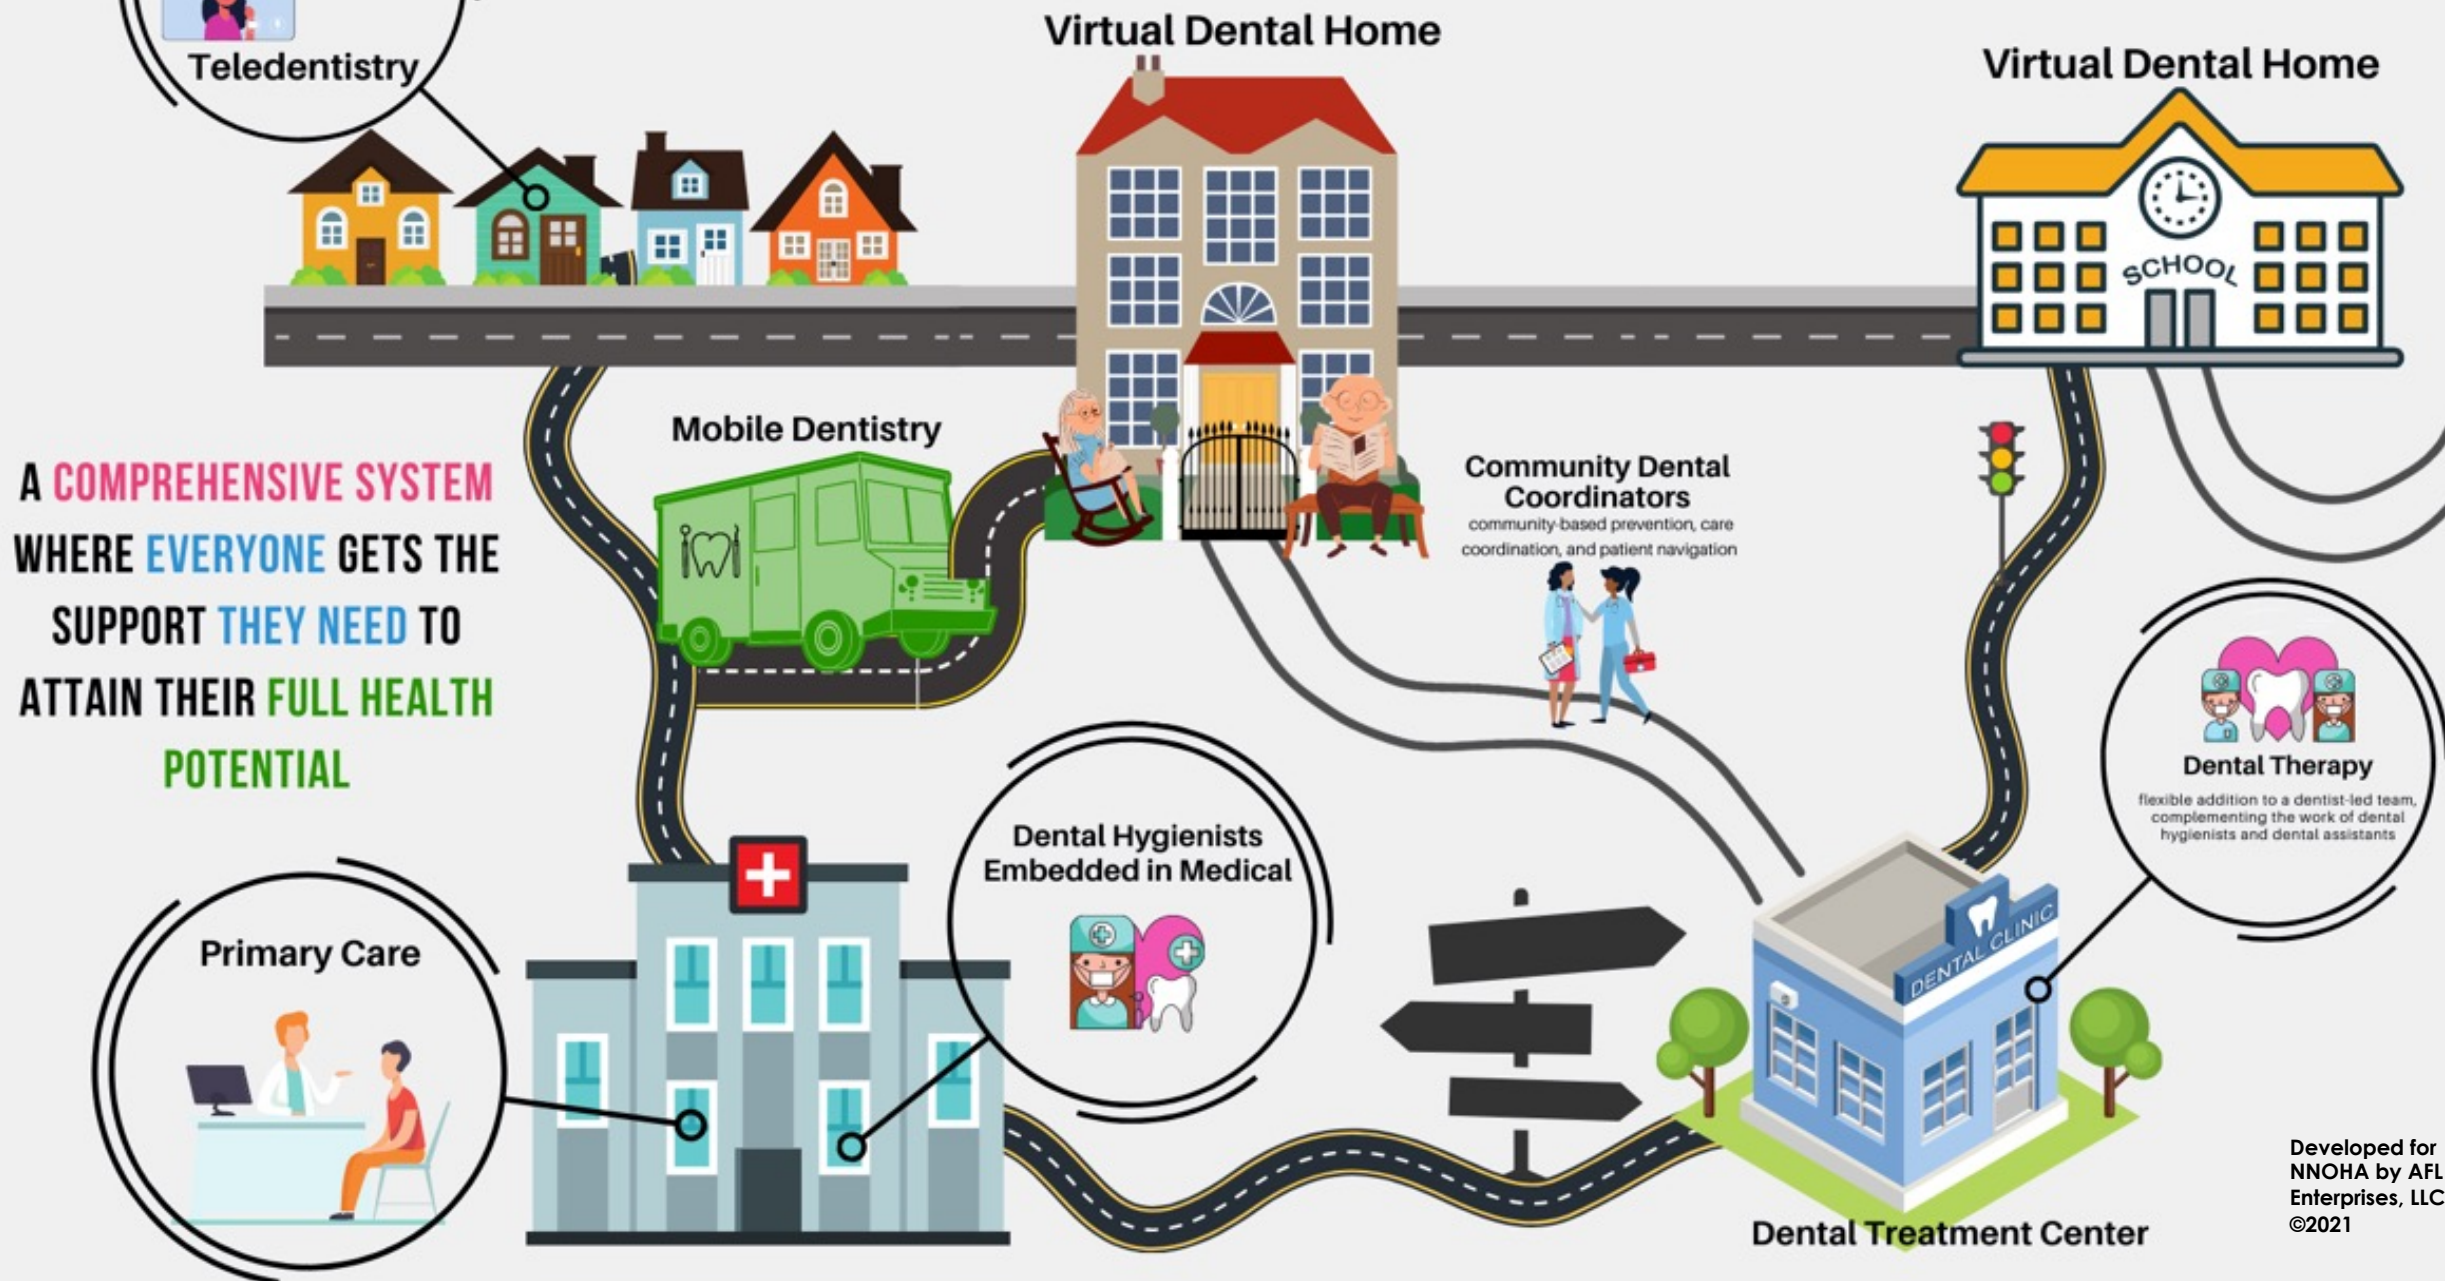 Teledentistry
Virtual Dental Home
Virtual Dental Home
SCHOOL
Mobile Dentistry
A COMPREHENSIVE SYSTEM
WHERE EVERYONE GETS THE
SUPPORT THEY NEED TO
ATTAIN THEIR FULL HEALTH
POTENTIAL
Community Dental
Coordinators
community-based prevention, care
coordination, and patient navigation
Dental Therapy
flexible addition to a dentist-led team,
complementing the work of dental
hygienists and dental assistants
Dental Hygienists
Embedded in Medical
Primary Care
DENTAL CLINIC
Dental Treatment Center
Developed for
NNOHA by AFL
Enterprises, LLC
©2021